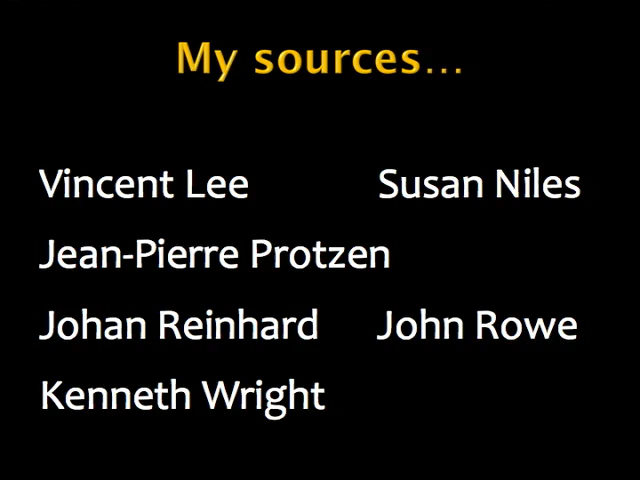 My sources…
Vincent Lee Susan Niles
Jean-Pierre Protzen
Johan Reinhard John Rowe
Kenneth Wright